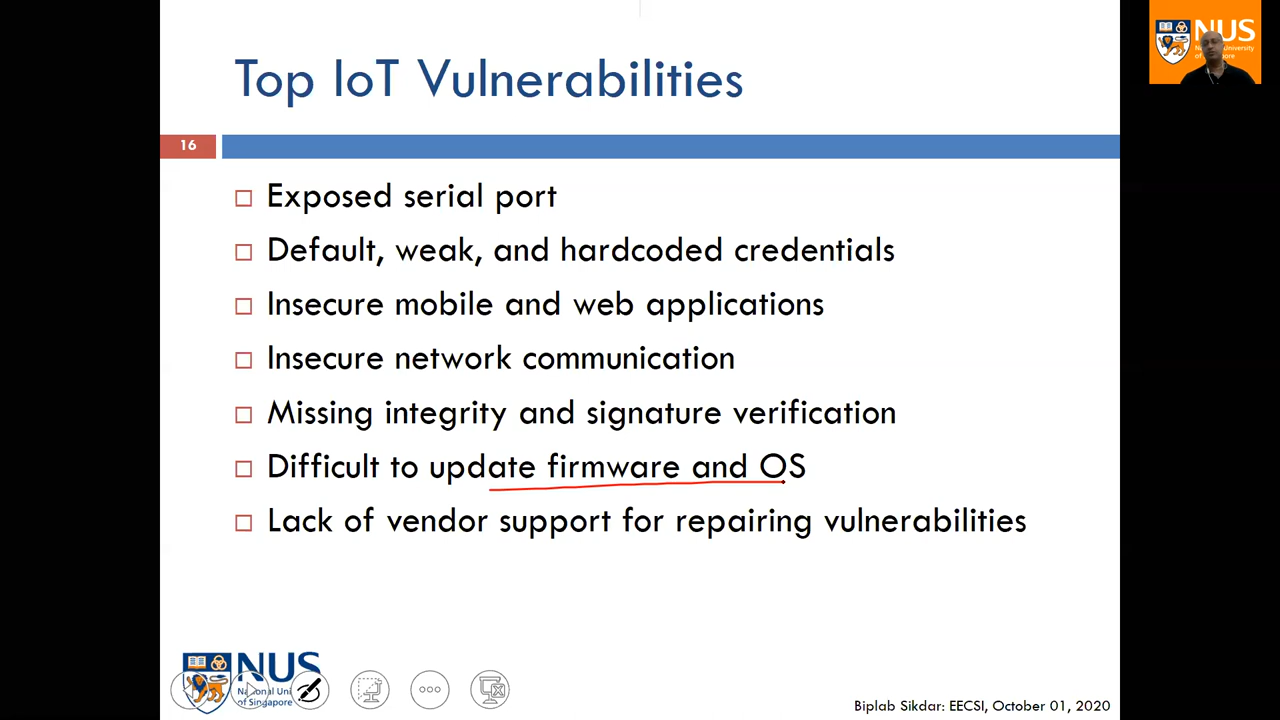 Top IoT Vulnerabilities
16
Exposed serial port
Default, weak, and hardcoded credentials
Insecure mobile and web applications
Insecure network communication
Missing integrity and signature verification
Difficult to update firmware and OS
Lack of vendor support for repairing vulnerabilities
NUS
National Uni
of Singapore
Biplab Sikdar: EECSI, October 01, 2020
NUS